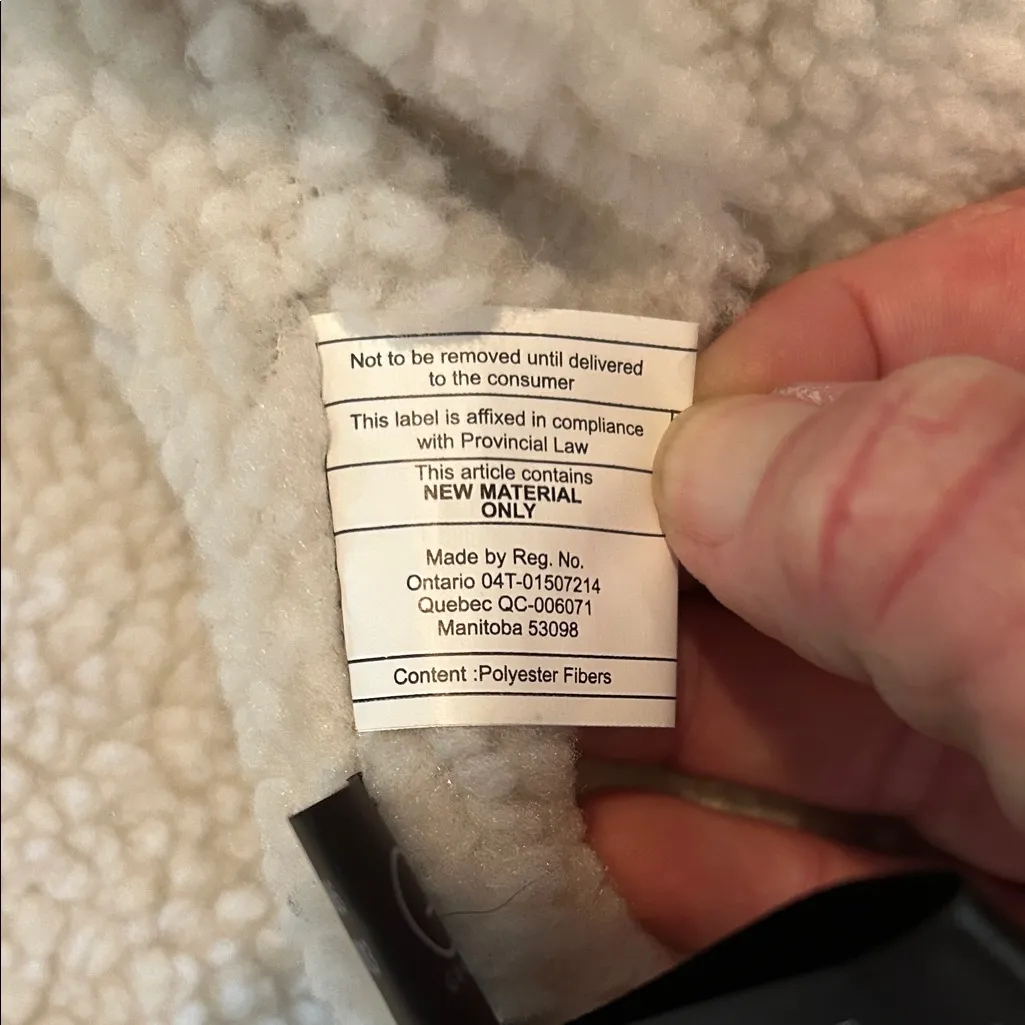 Not to be removed until delivered
to the consumer
This label is affixed in compliance
with Provincial Law
This article contains
NEW MATERIAL
ONLY
Made by Reg. No.
Ontario 04T-01507214
Quebec QC-006071
Manitoba 53098
Content :Polyester Fibers